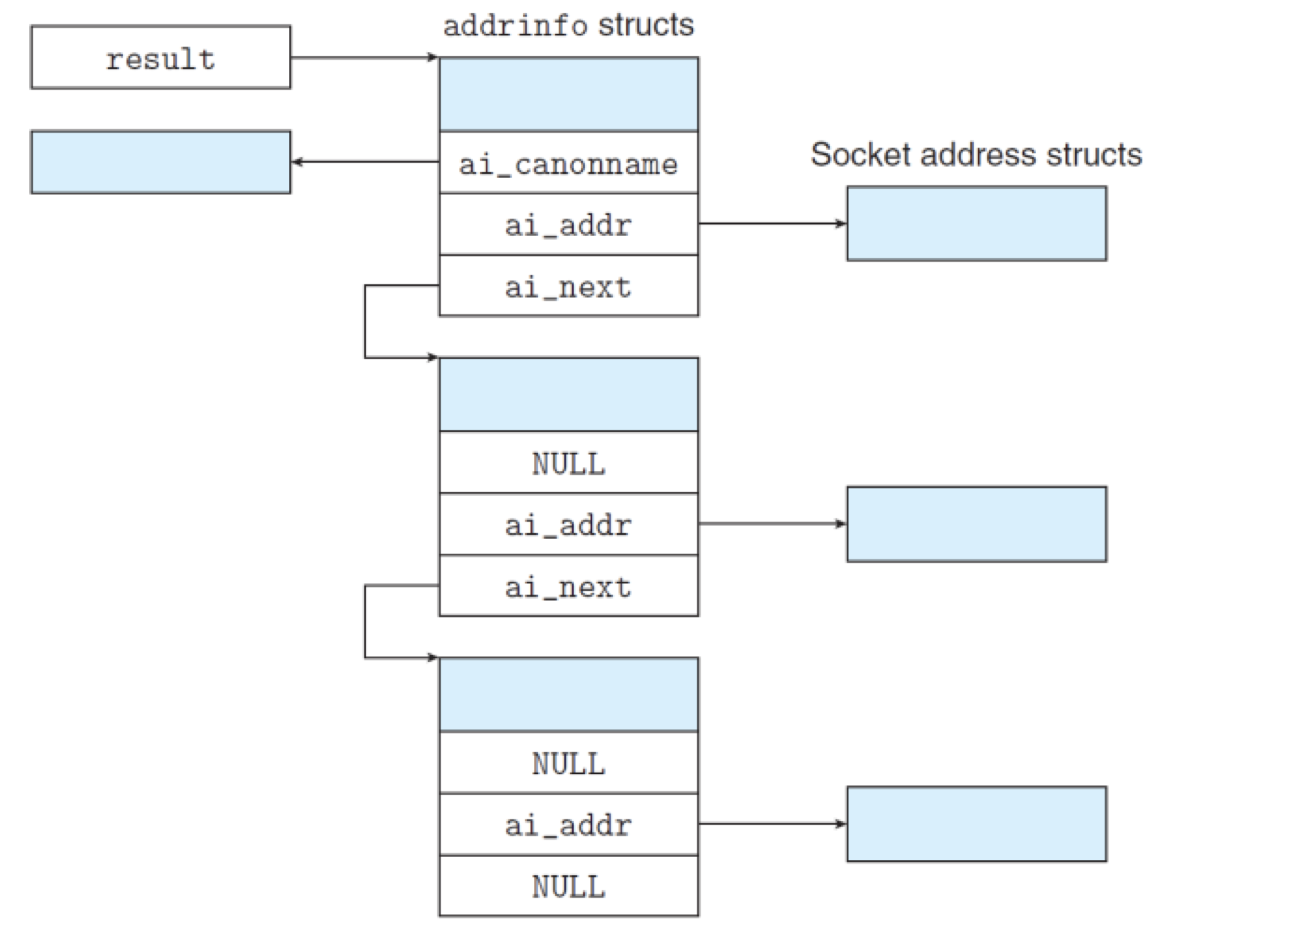 addrinfo structs
result
ai_canonname
Socket address structs
ai_addr
ai_next
NULL
ai_addr
ai_next
NULL
ai_addr
NULL